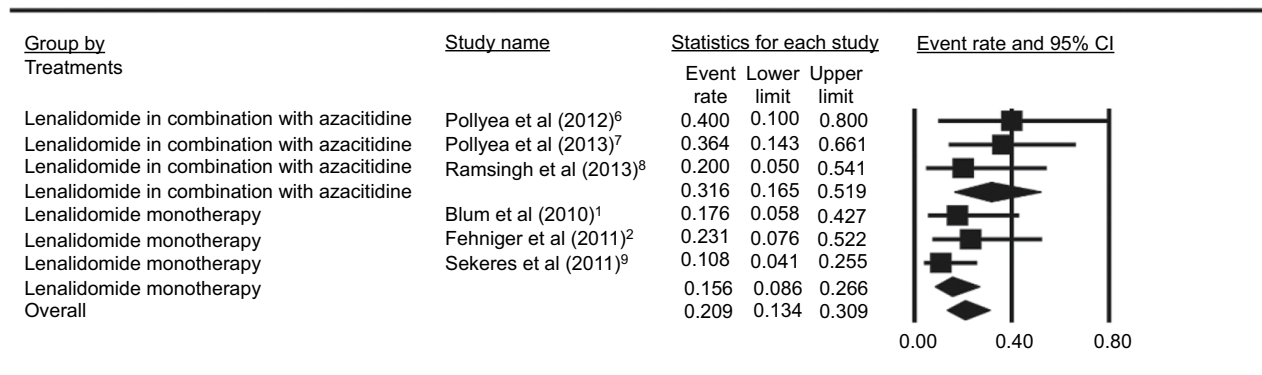 Group by Study name Statistics for each study Event rate and 95% CI
Treatments
Event Lower Upper
rate limit limit
Lenalidomide in combination with azacitidine Pollyea et al (2012)6 0.400 0.100 0.800
Lenalidomide in combination with azacitidine Pollyea et al (2013)7 0.364 0.143 0.661
Lenalidomide in combination with azacitidine Ramsingh et al (2013)8 0.200 0.050 0.541
Lenalidomide in combination with azacitidine 0.316 0.165 0.519
Lenalidomide monotherapy Blum et al (2010)1 0.176 0.058 0.427
Lenalidomide monotherapy Fehniger et al (2011)2 0.231 0.076 0.522
Lenalidomide monotherapy Sekeres et al (2011)9 0.108 0.041 0.255
Lenalidomide monotherapy 0.156 0.086 0.266
Overall 0.209 0.134 0.309
0.00 0.40 0.80